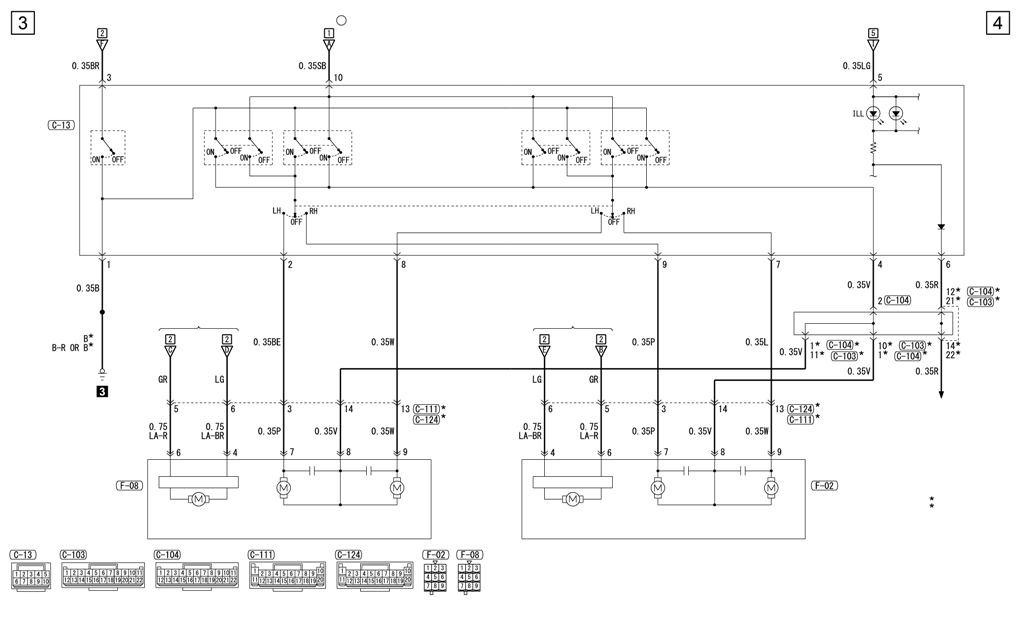 3
4
2
1
5
0.35BR
3
0.35SB
10
0.35LG
5
C-13
ILL
ON OFF
ON OFF
ON OFF
ON OFF
ON OFF
ON OFF
ON OFF
ON OFF
ON OFF
LH RH
OFF
LH RH
OFF
1
2
8
9
7
4
6
0.35B
0.35V
0.35R
12* C-104*
2 C-104
21* C-103*
B*
B-R OR B*
3
2
2
0.35BE
0.35W
2
2
0.35P
0.35L
0.35V
1* C-104*
11* C-103*
10* C-103*
1* C-104*
14*
22*
0.35V
0.35R
GR
LG
LG
GR
5
6
3
14
13 C-111*
C-124*
6
5
3
14
13 C-124*
C-111*
0.75
LA-R
0.75
LA-BR
0.35P
0.35V
0.35W
0.75
LA-BR
0.75
LA-R
0.35P
0.35V
0.35W
6
4
7
8
9
4
6
7
8
9
F-08
M
M
M
M
M
M
F-02
*
*
C-13
C-103
C-104
C-111
C-124
F-02
F-08
1 2 3 4 5
6 7 8 9 10
1 2 3 4 5 6 7 8 9 10 11
12 13 14 15 16 17 18 19 20 21 22
1 2 3 4 5 6 7 8 9 10 11
12 13 14 15 16 17 18 19 20 21 22
1 2 3 4 5 6 7 8 9 10
11 12 13 14 15 16 17 18 19 20
1 2 3 4 5 6 7 8 9 10
11 12 13 14 15 16 17 18 19 20
1 2 3
4 5 6
7 8 9
1 2 3
4 5 6
7 8 9